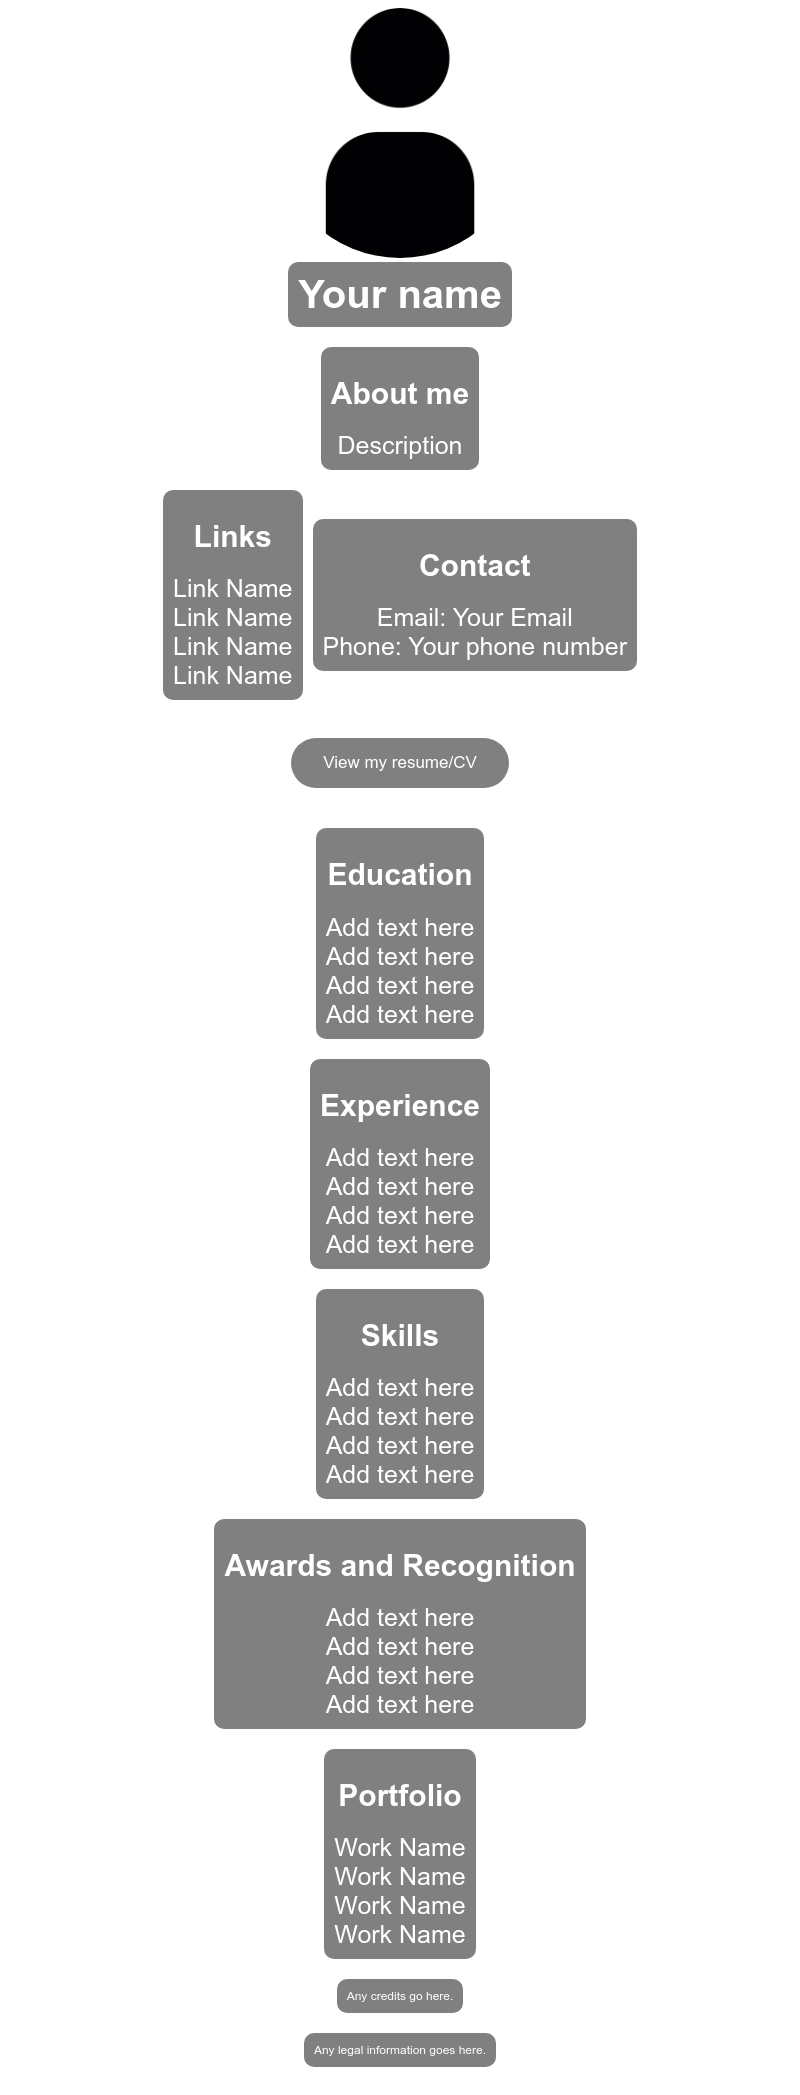 Your name
About me
Description
Links
Link Name
Link Name
Link Name
Link Name
Contact
Email: Your Email
Phone: Your phone number
View my resume/CV
Education
Add text here
Add text here
Add text here
Add text here
Experience
Add text here
Add text here
Add text here
Add text here
Skills
Add text here
Add text here
Add text here
Add text here
Awards and Recognition
Add text here
Add text here
Add text here
Add text here
Portfolio
Work Name
Work Name
Work Name
Work Name
Any credits go here.
Any legal information goes here.